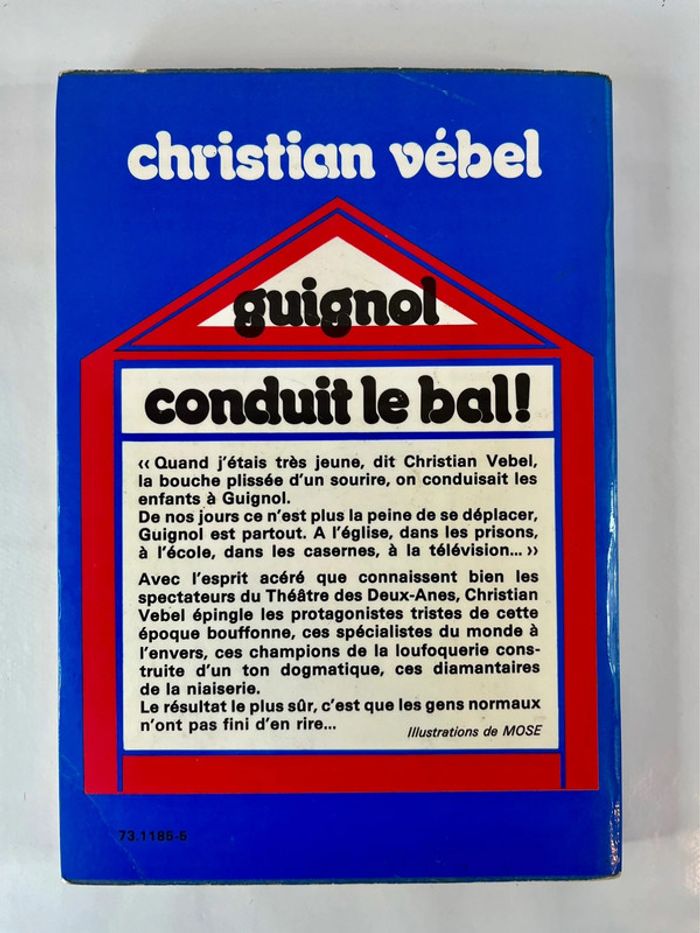 christian vébel
guignol
conduit le bal!
‹‹ Quand j'étais très jeune, dit Christian Vebel,
la bouche plissée d'un sourire, on conduisait les
enfants à Guignol.
De nos jours ce n'est plus la peine de se déplacer,
Guignol est partout. A l'église, dans les prisons,
à l'école, dans les casernes, à la télévision... ››
Avec l'esprit acéré que connaissent bien les
spectateurs du Théâtre des Deux-Anes, Christian
Vebel épingle les protagonistes tristes de cette
époque bouffonne, ces spécialistes du monde à
l'envers, ces champions de la loufoquerie cons-
truite d'un ton dogmatique, ces diamantaires
de la niaiserie.
Le résultat le plus sûr, c'est que les gens normaux
n'ont pas fini d'en rire...
Illustrations de MOSE
73.1185-5